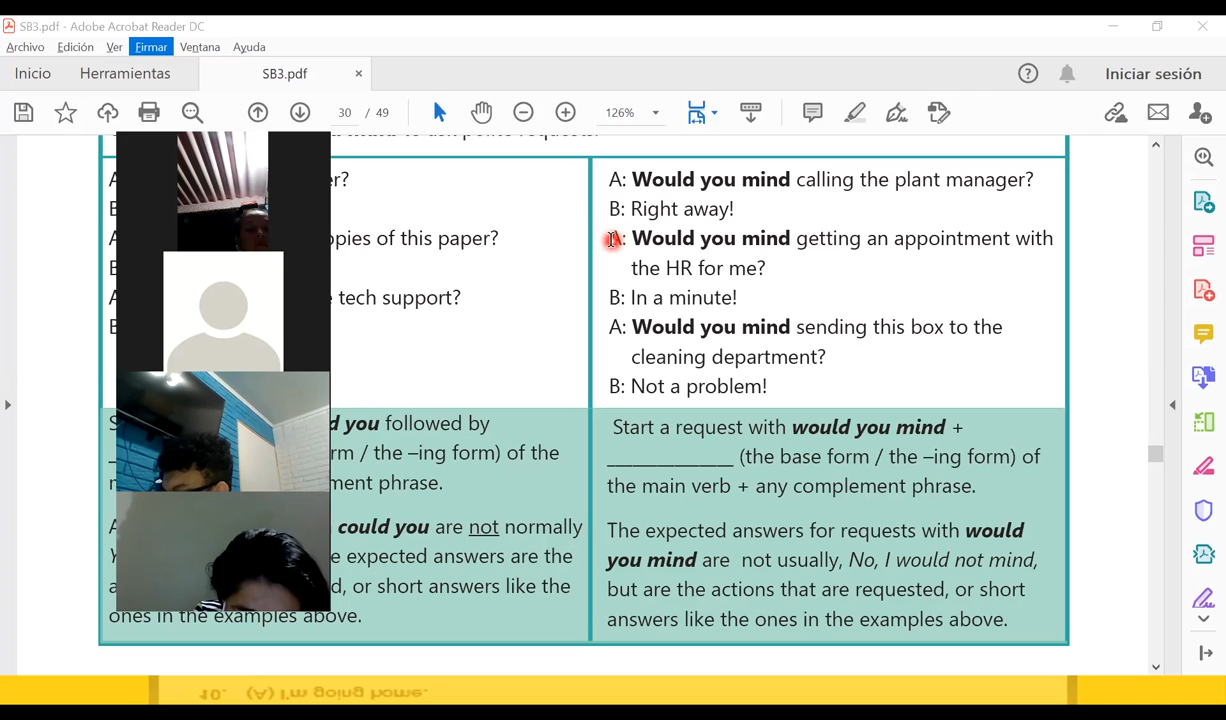 SB3.pdf - Adobe Acrobat Reader DC
Archivo Edición Ver Firmar Ventana Ayuda
Inicio Herramientas SB3.pdf × Iniciar sesión
30 / 49 126%
er?
opies of this paper?
e tech support?
d you followed by
rm / the –ing form) of the
ment phrase.
could you are not normally
e expected answers are the
d, or short answers like the
ones in the examples above.
A: Would you mind calling the plant manager?
B: Right away!
A: Would you mind getting an appointment with
the HR for me?
B: In a minute!
A: Would you mind sending this box to the
cleaning department?
B: Not a problem!
Start a request with would you mind +
______________ (the base form / the –ing form) of
the main verb + any complement phrase.
The expected answers for requests with would
you mind are not usually, No, I would not mind,
but are the actions that are requested, or short
answers like the ones in the examples above.
10. (A) I'm going home.